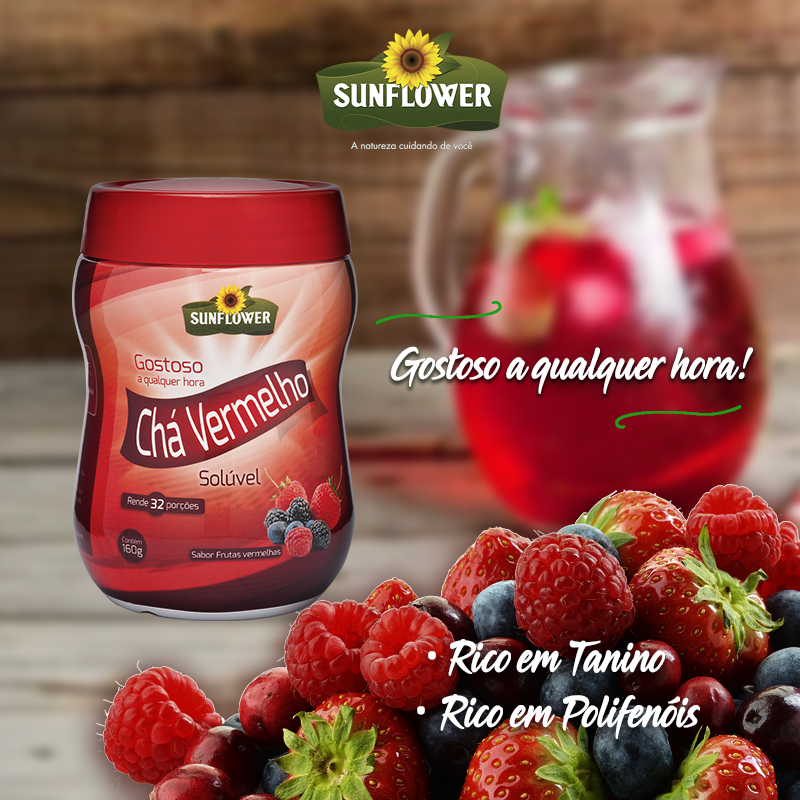 SUNFLOWER
A natureza cuidando de você
SUNFLOWER
Gostoso
a qualquer hora
Chá Vermelho
Solúvel
Rende 32 porções
Contém
160g
Sabor Frutas vermelhas
Gostoso a qualquer hora!
• Rico em Tanino
• Rico em Polifenóis